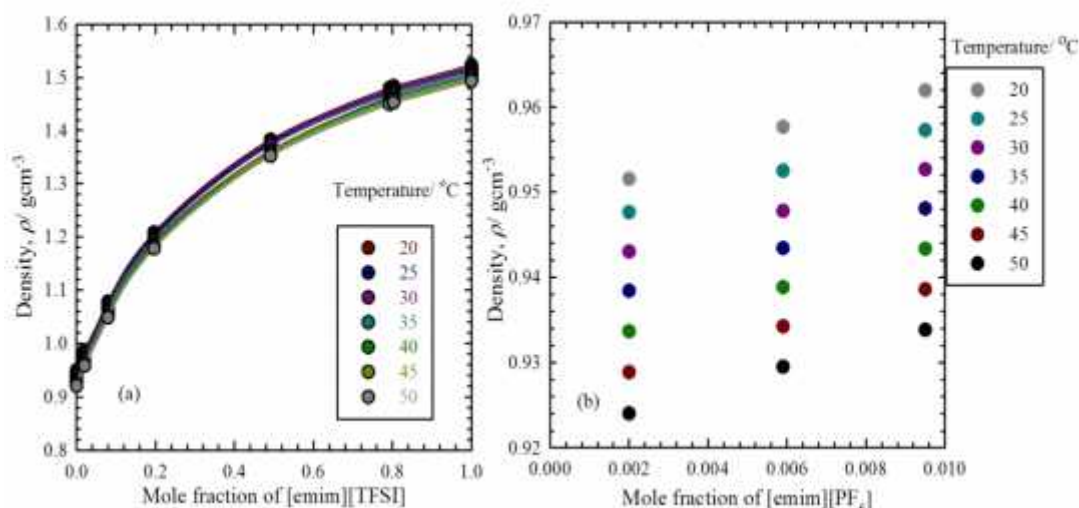 1.6
1.5
1.4
1.3
1.2
1.1
1.0
0.9
0.8
Density, ρ/ gcm-3
Temperature/ °C
20
25
30
35
40
45
50
(a)
0.0 0.2 0.4 0.6 0.8 1.0
Mole fraction of [emim][TFSI]
0.97
0.96
0.95
0.94
0.93
0.92
Density, ρ/ gcm-3
(b)
0.000 0.002 0.004 0.006 0.008 0.010
Mole fraction of [emim][PF6]
Temperature/ °C
20
25
30
35
40
45
50